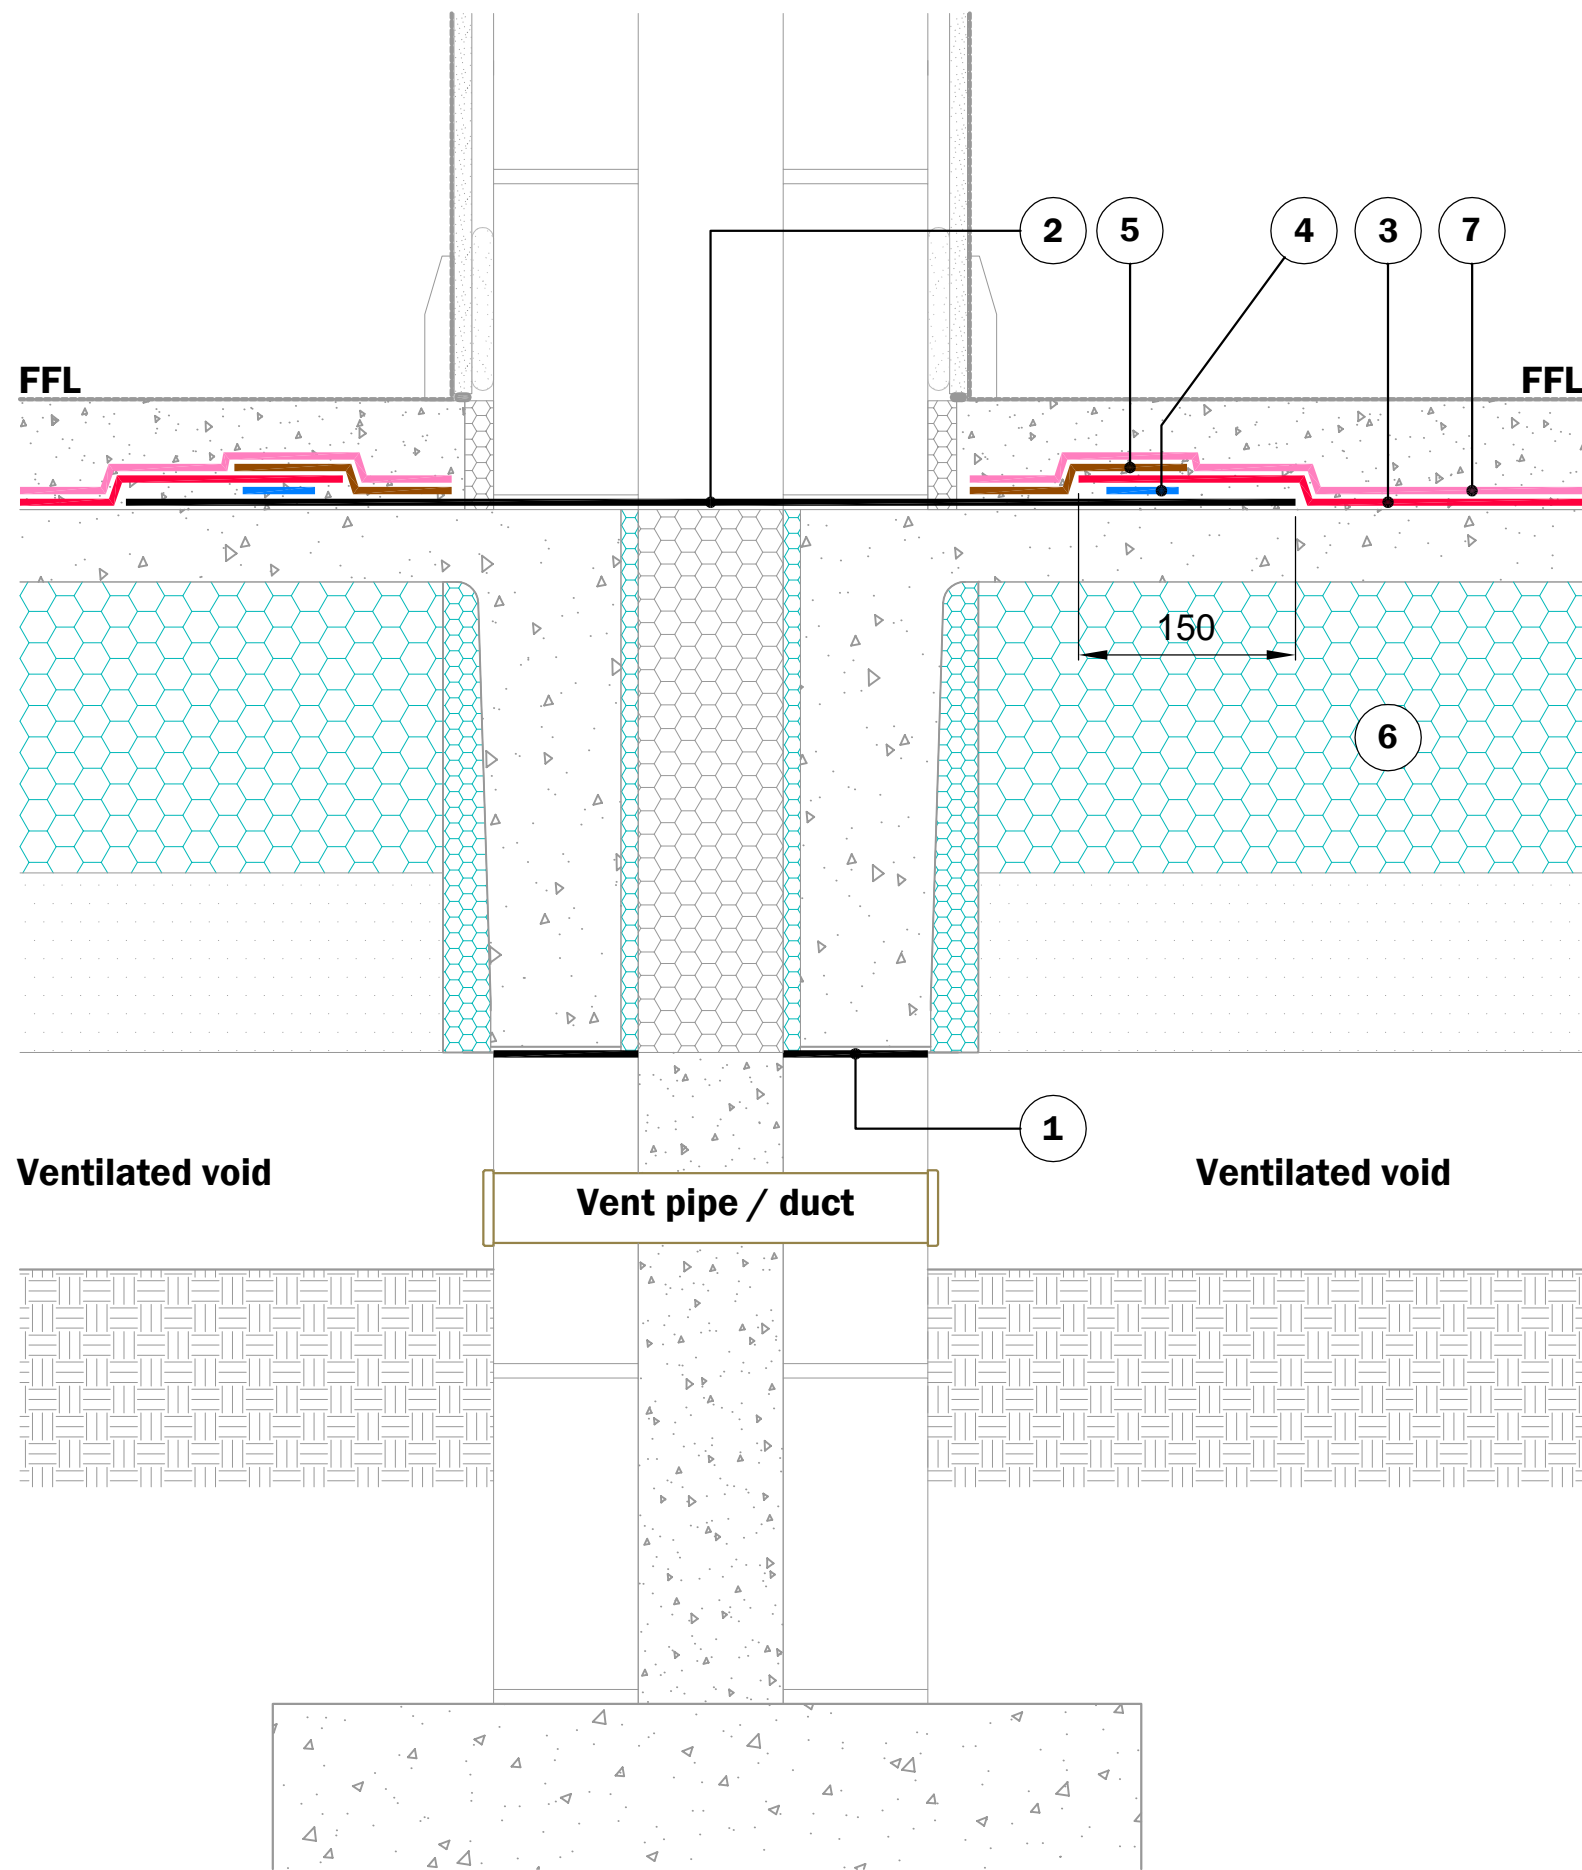 2 5 4 3 7
FFL FFL
150
6
1
Ventilated void Ventilated void
Vent pipe / duct